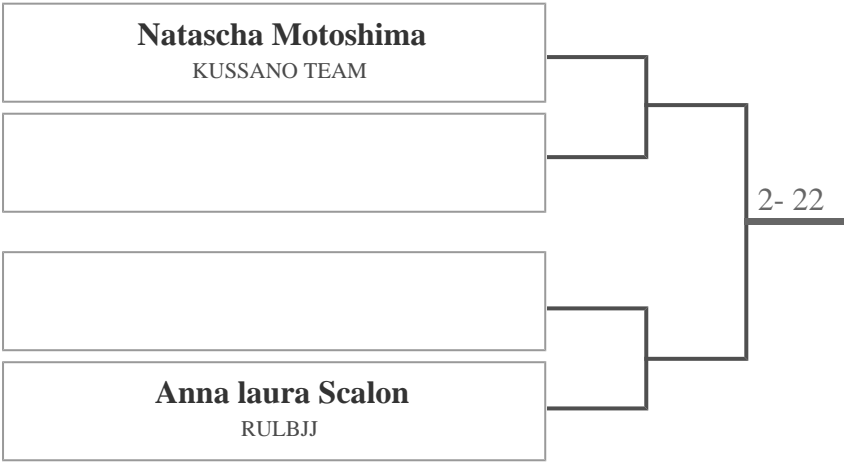 Natascha Motoshima
KUSSANO TEAM
2- 22
Anna laura Scalon
RULBJJ